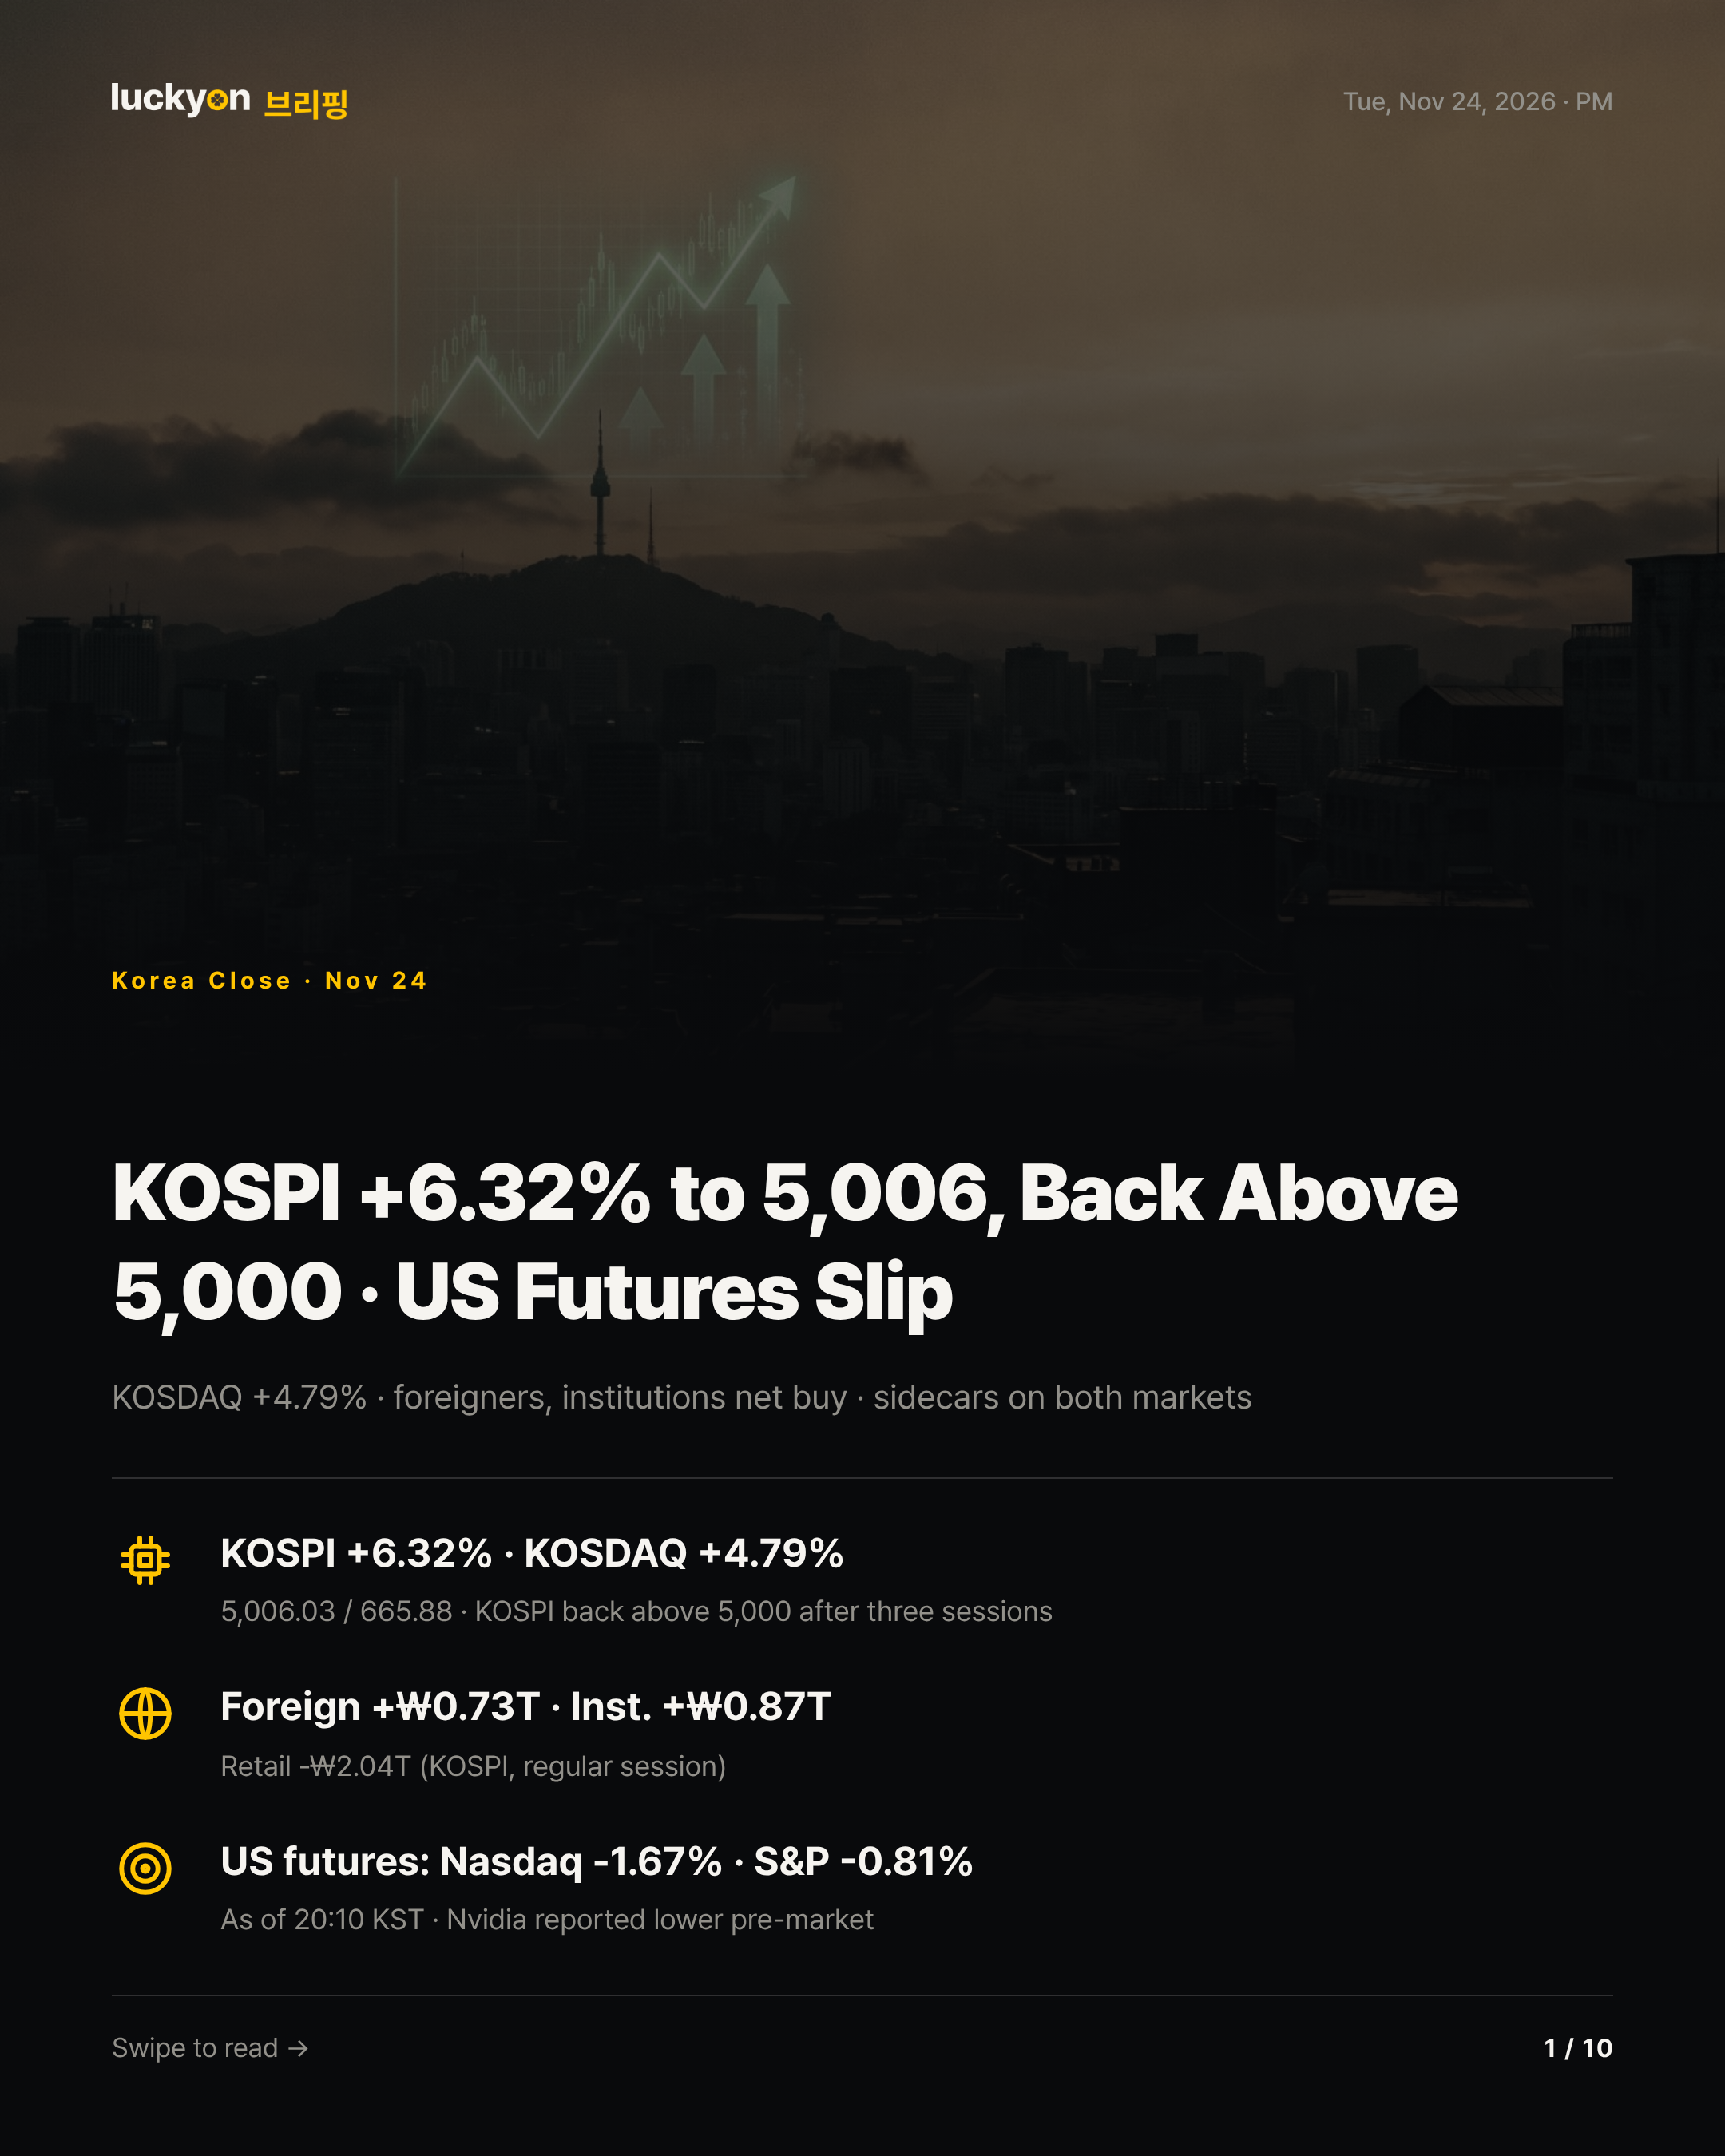 luckyon 브리핑
Tue, Nov 24, 2026 · PM
Korea Close · Nov 24
KOSPI +6.32% to 5,006, Back Above
5,000 · US Futures Slip
KOSDAQ +4.79% · foreigners, institutions net buy · sidecars on both markets
KOSPI +6.32% · KOSDAQ +4.79%
5,006.03 / 665.88 · KOSPI back above 5,000 after three sessions
Foreign +₩0.73T · Inst. +₩0.87T
Retail -₩2.04T (KOSPI, regular session)
US futures: Nasdaq -1.67% · S&P -0.81%
As of 20:10 KST · Nvidia reported lower pre-market
Swipe to read →
1 / 10